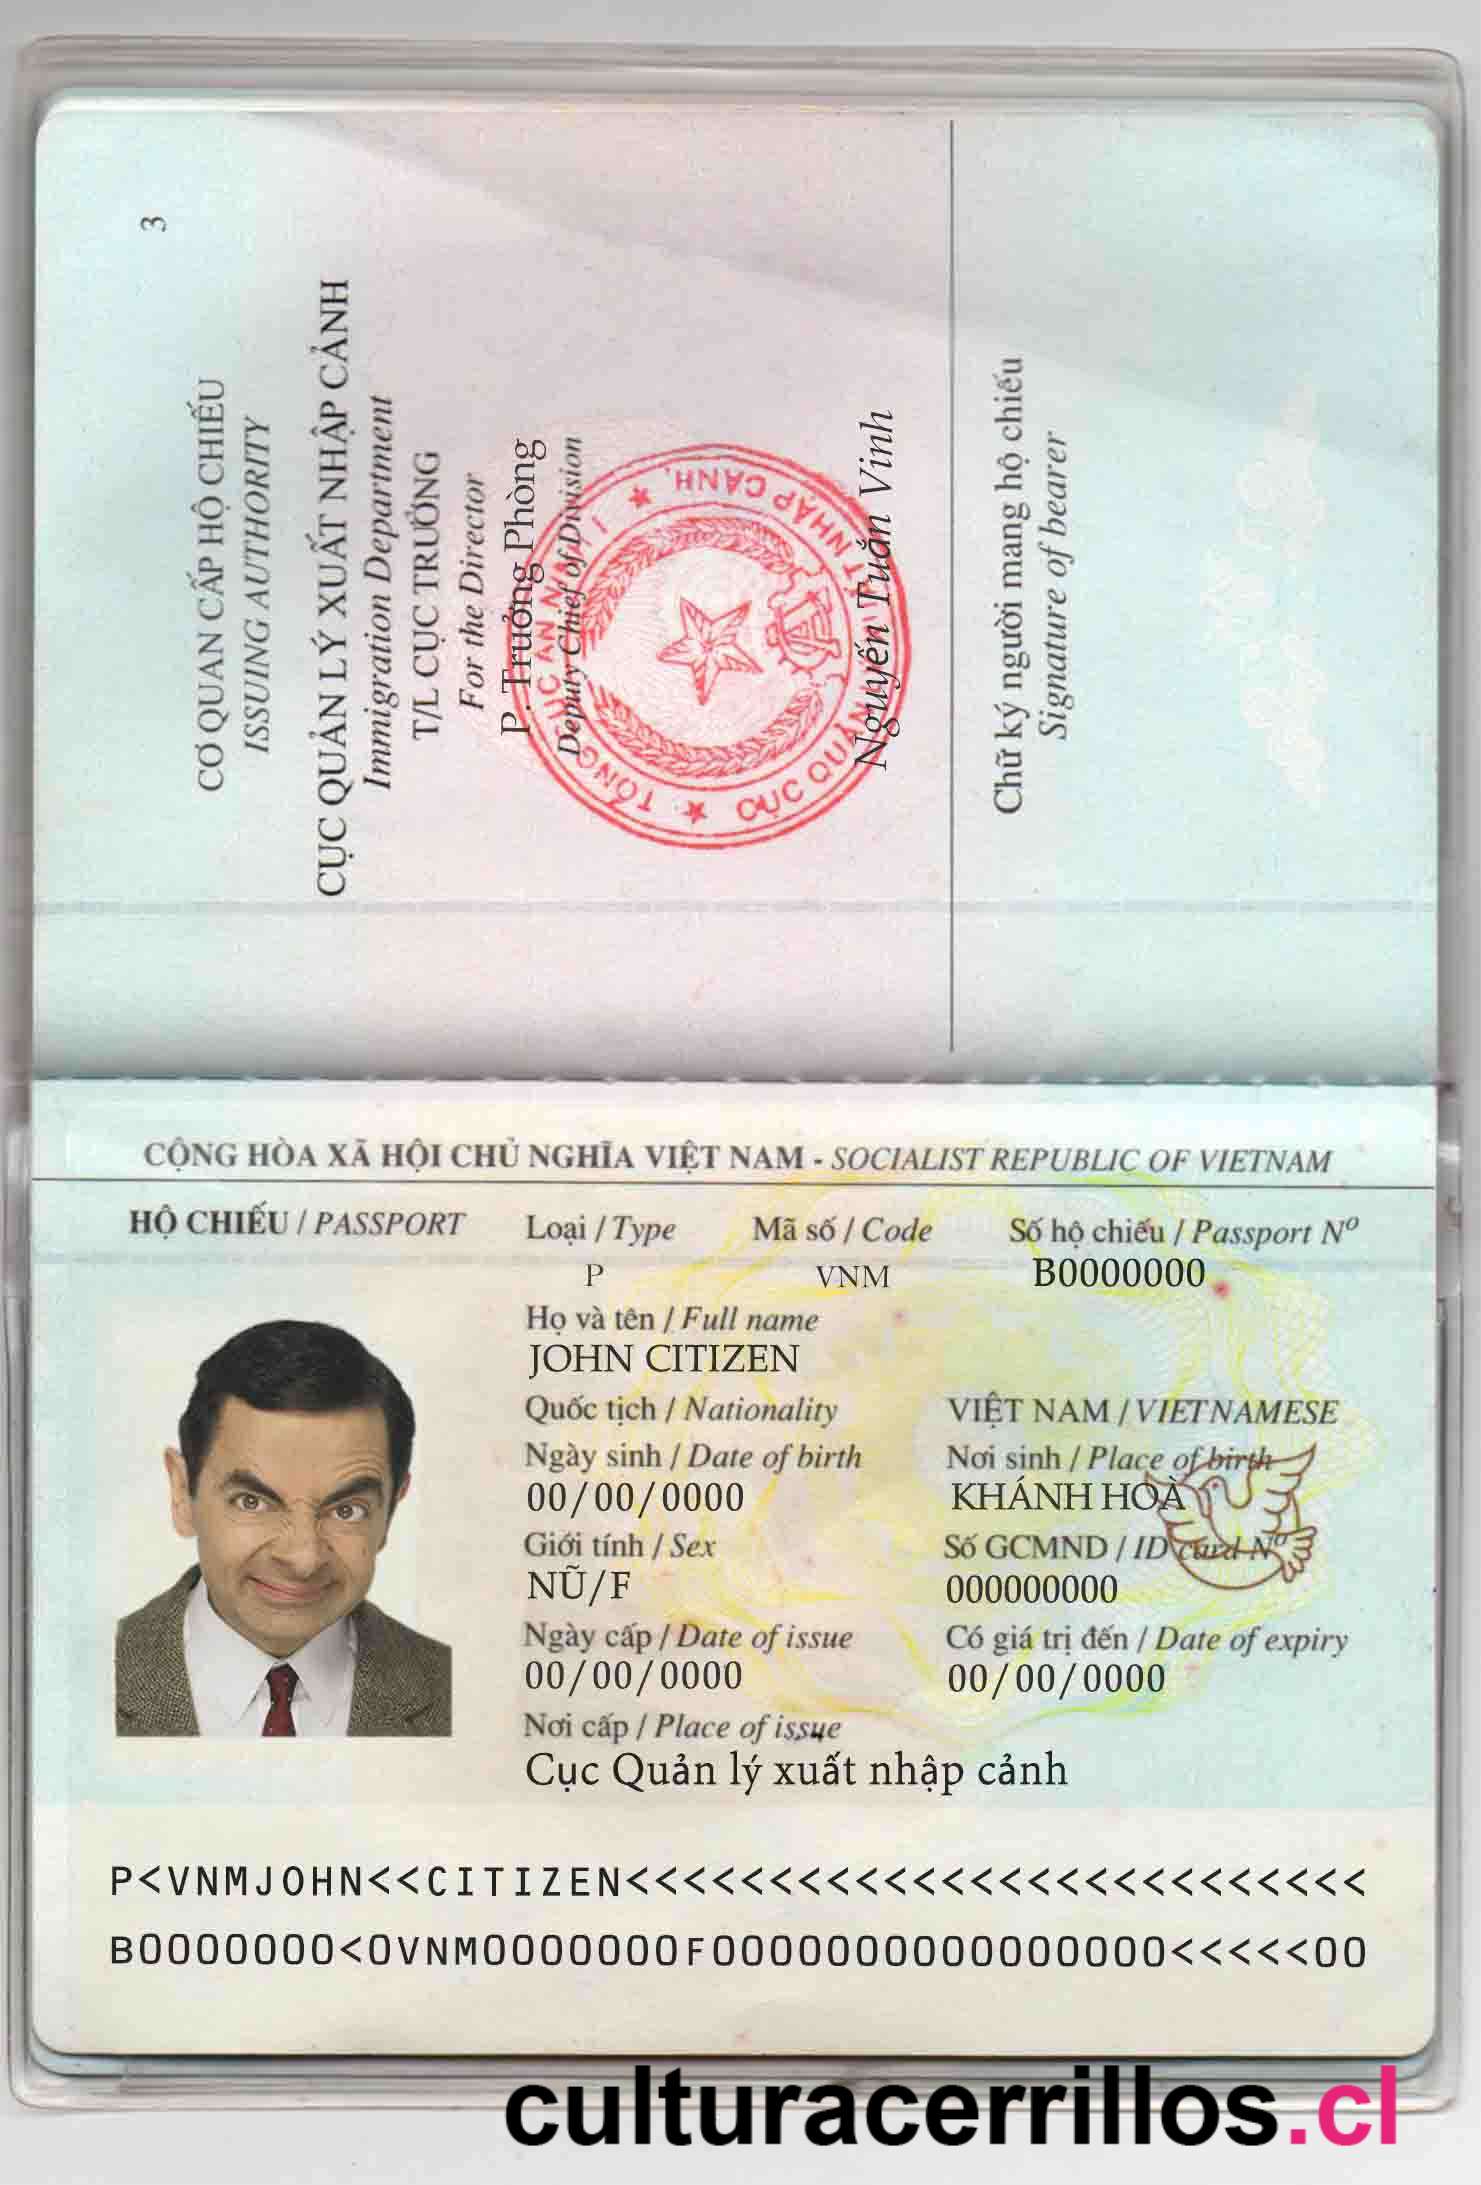 3
CƠ QUAN CẤP HỘ CHIẾU
ISSUING AUTHORITY
CỤC QUẢN LÝ XUẤT NHẬP CẢNH
Immigration Department
T/L CỤC TRƯỞNG
For the Director
P. Trưởng Phòng
Deputy Chief of Division
TỔNG CỤC AN NINH I
CỤC QUẢN LÝ XUẤT NHẬP CẢNH
Nguyến Tuấn Vinh
Chữ ký người mang hộ chiếu
Signature of bearer
CỘNG HÒA XÃ HỘI CHỦ NGHĨA VIỆT NAM - SOCIALIST REPUBLIC OF VIETNAM
HỘ CHIẾU / PASSPORT Loại / Type Mã số / Code Số hộ chiếu / Passport Nº
P VNM B0000000
Họ và tên / Full name
JOHN CITIZEN
Quốc tịch / Nationality VIỆT NAM / VIETNAMESE
Ngày sinh / Date of birth Nơi sinh / Place of birth
00/00/0000 KHÁNH HOÀ
Giới tính / Sex Số GCMND / ID card Nº
NŨ/F 000000000
Ngày cấp / Date of issue Có giá trị đến / Date of expiry
00/00/0000 00/00/0000
Nơi cấp / Place of issue
Cục Quản lý xuất nhập cảnh
P<VNMJOHN<<CITIZEN<<<<<<<<<<<<<<<<<<<<<<<<<<
B0000000<0VNM0000000F0000000000000000<<<<<00
culturacerrillos.cl